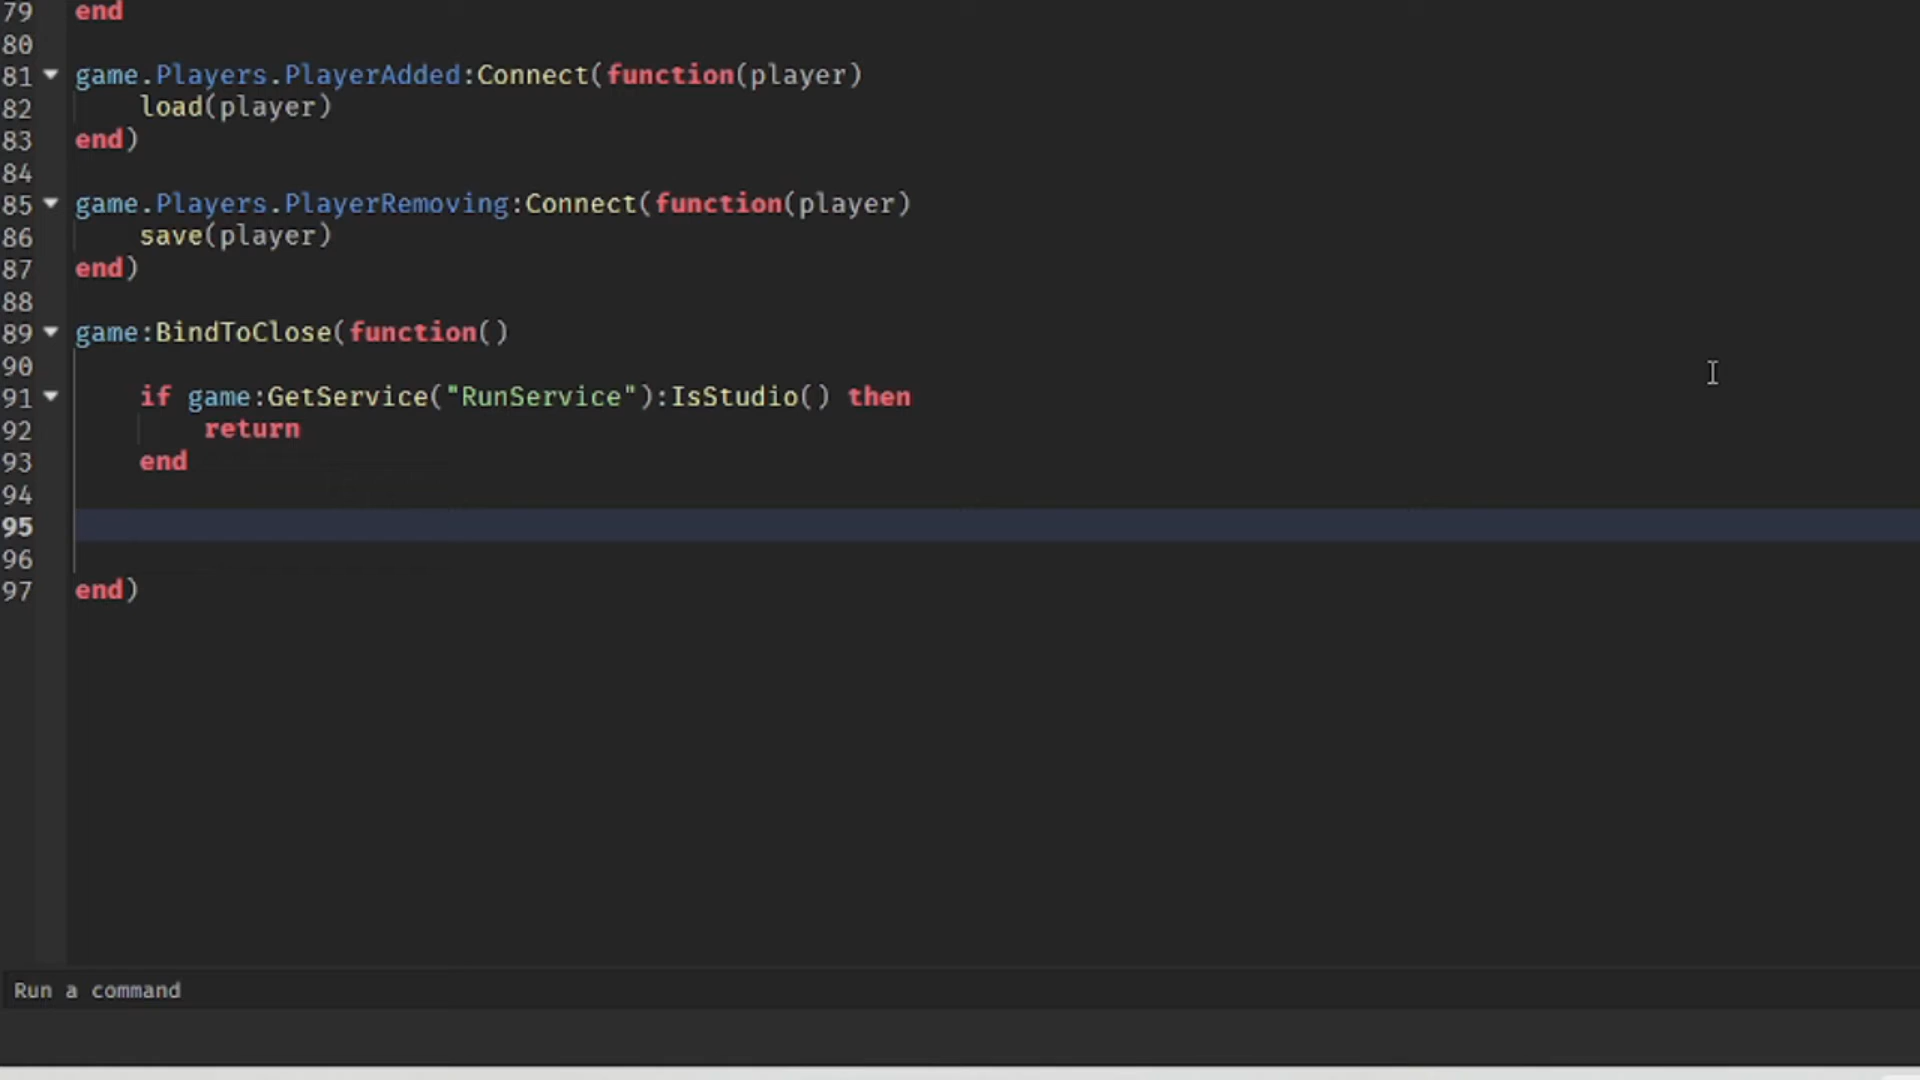 79 end
80
81 game.Players.PlayerAdded:Connect(function(player)
82 load(player)
83 end)
84
85 game.Players.PlayerRemoving:Connect(function(player)
86 save(player)
87 end)
88
89 game:BindToClose(function()
90
91 if game:GetService("RunService"):IsStudio() then
92 return
93 end
94
95
96
97 end)
Run a command